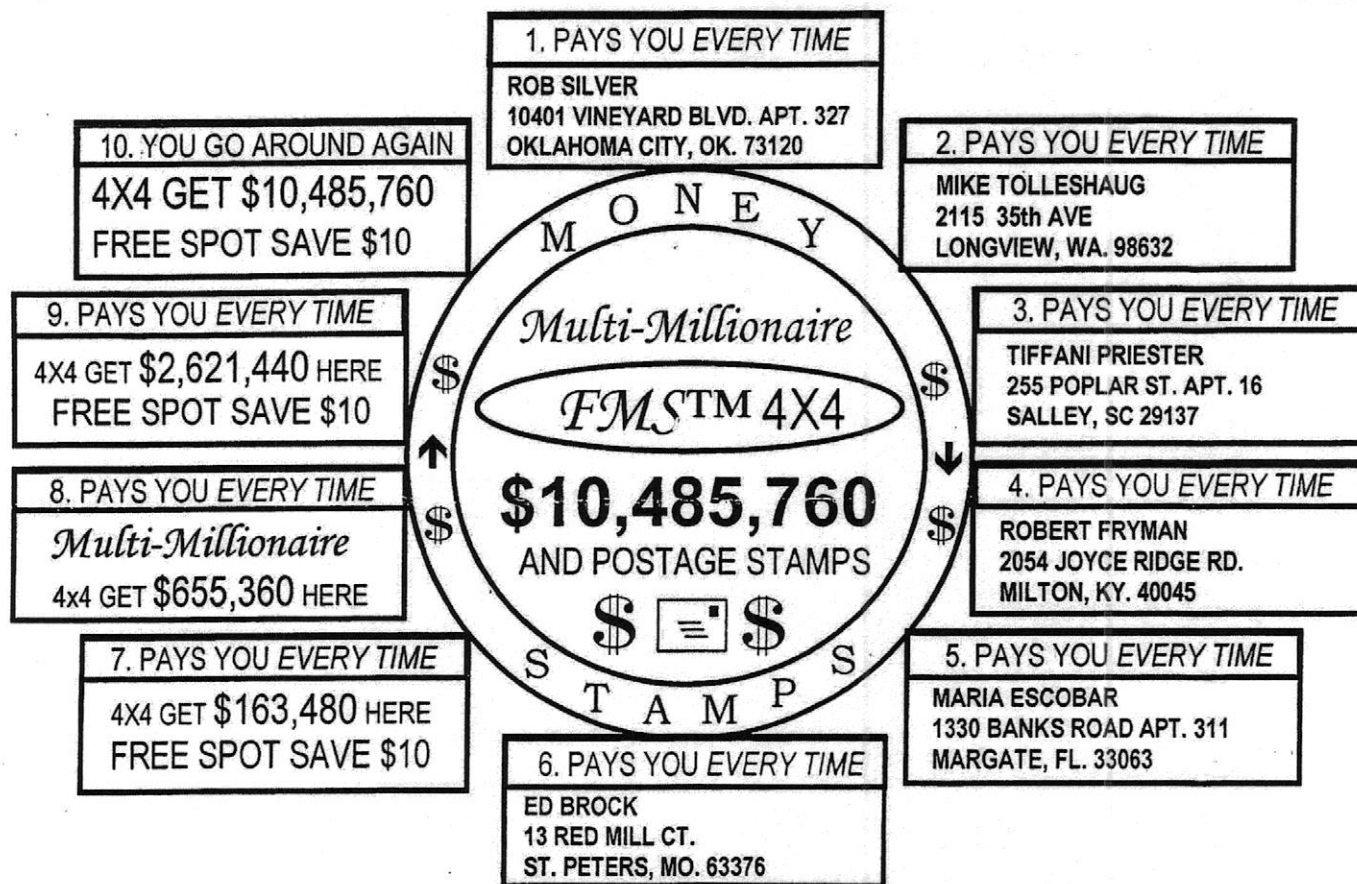 1. PAYS YOU EVERY TIME
ROB SILVER
10401 VINEYARD BLVD. APT. 327
OKLAHOMA CITY, OK. 73120
2. PAYS YOU EVERY TIME
MIKE TOLLESHAUG
2115 35th AVE
LONGVIEW, WA. 98632
3. PAYS YOU EVERY TIME
TIFFANI PRIESTER
255 POPLAR ST. APT. 16
SALLEY, SC 29137
4. PAYS YOU EVERY TIME
ROBERT FRYMAN
2054 JOYCE RIDGE RD.
MILTON, KY. 40045
5. PAYS YOU EVERY TIME
MARIA ESCOBAR
1330 BANKS ROAD APT. 311
MARGATE, FL. 33063
6. PAYS YOU EVERY TIME
ED BROCK
13 RED MILL CT.
ST. PETERS, MO. 63376
7. PAYS YOU EVERY TIME
4X4 GET $163,480 HERE
FREE SPOT SAVE $10
8. PAYS YOU EVERY TIME
Multi-Millionaire
4x4 GET $655,360 HERE
9. PAYS YOU EVERY TIME
4X4 GET $2,621,440 HERE
FREE SPOT SAVE $10
10. YOU GO AROUND AGAIN
4X4 GET $10,485,760
FREE SPOT SAVE $10
MONEY
$ $
Multi-Millionaire
FMS™ 4X4
$10,485,760
AND POSTAGE STAMPS
$ $
$ $
STAMPS